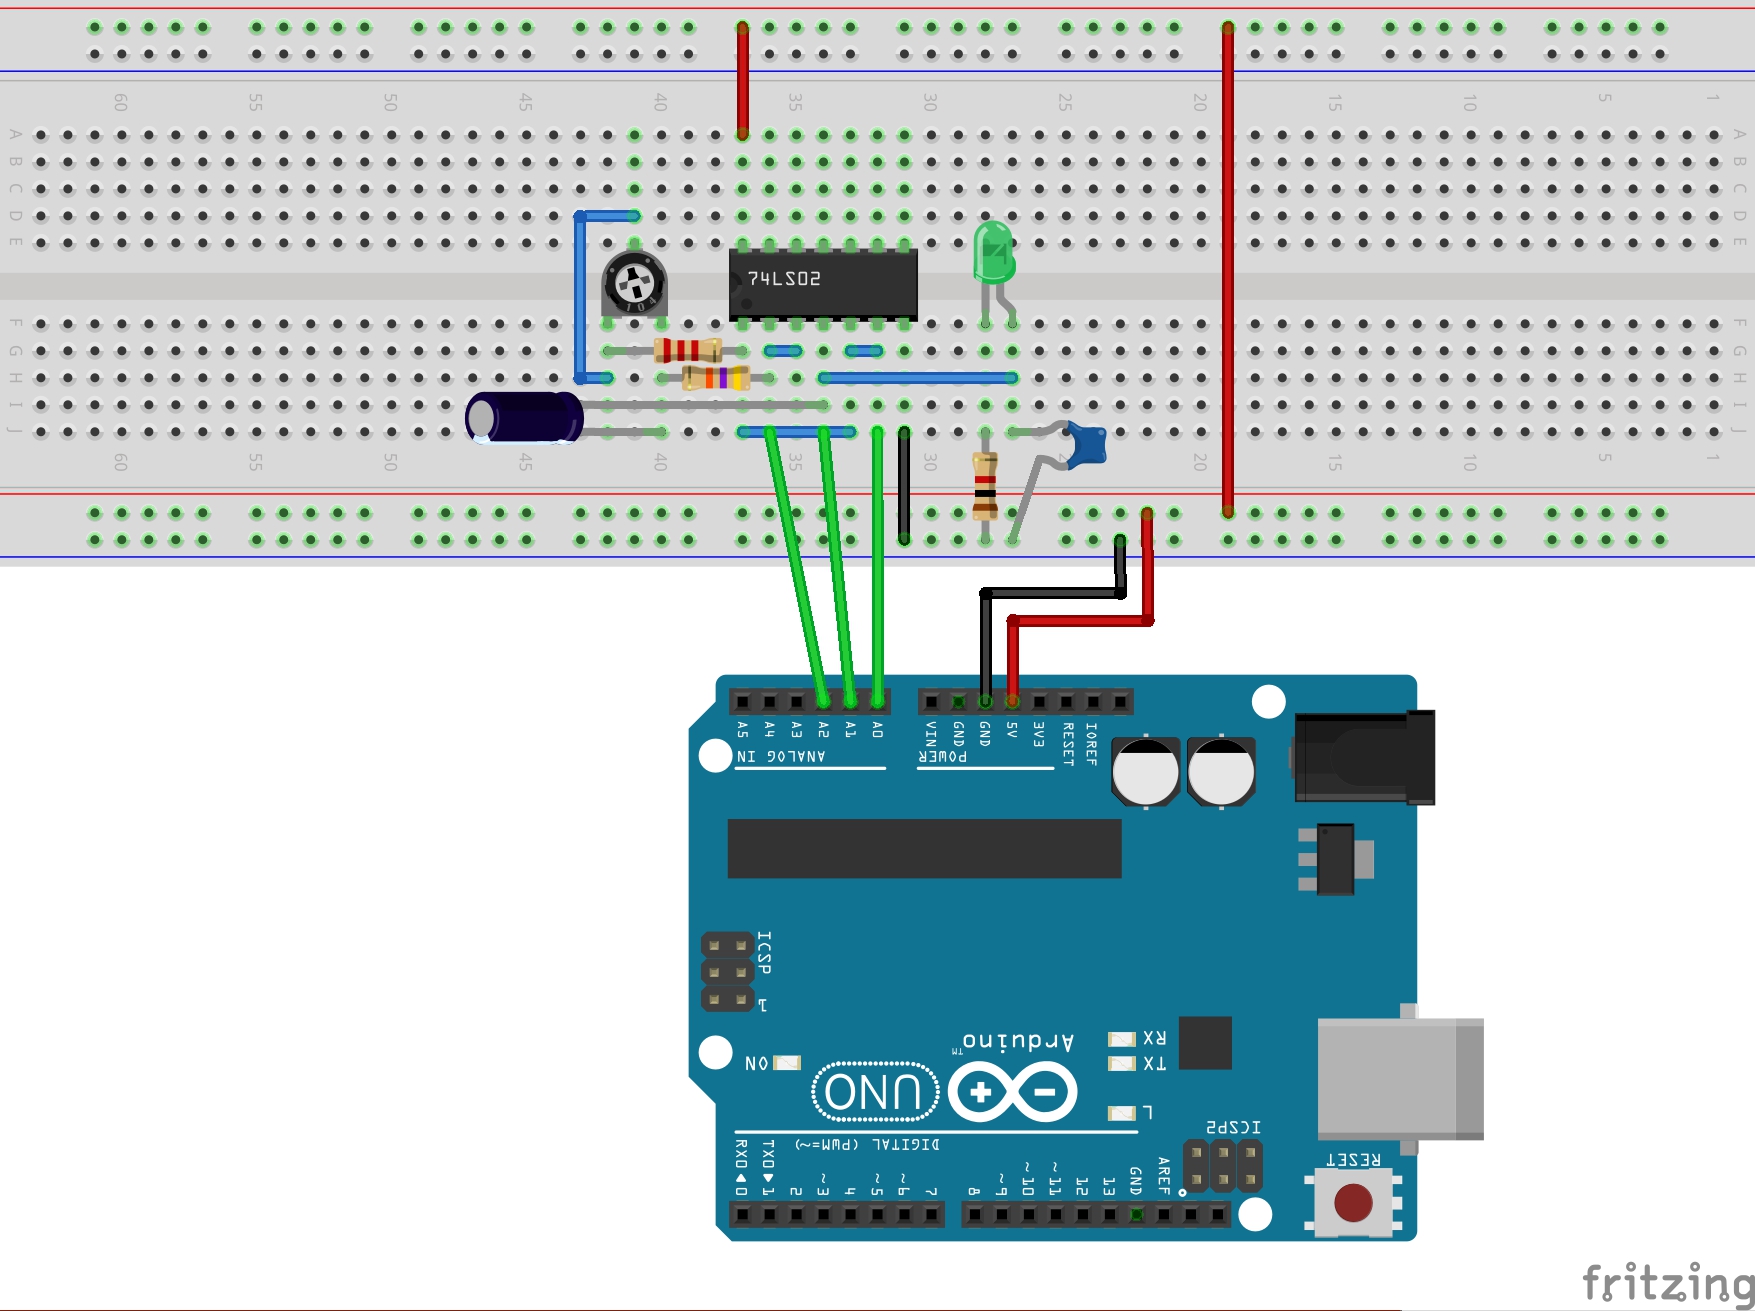 60 55 50 45 40 35 30 25 20 15 10 5 1
A A
B B
C C
D D
E E
74LS02
104
F F
G G
H H
I I
J J
60 55 50 45 40 35 30 20 15 10 5 1
A5 A4 A3 A2 A1 A0 VIN GND GND 5V 3V3 RESET IOREF
ANALOG IN POWER
ICSP
1
Arduino
TM
RX
TX
ON
UNO
L
ICSP2
DIGITAL (PWM=~)
RX0 ◀ 0 TX0 ▶ 1 2 ~3 4 ~5 ~6 7 8 ~9 ~10 ~11 12 13 GND AREF
RESET
fritzing